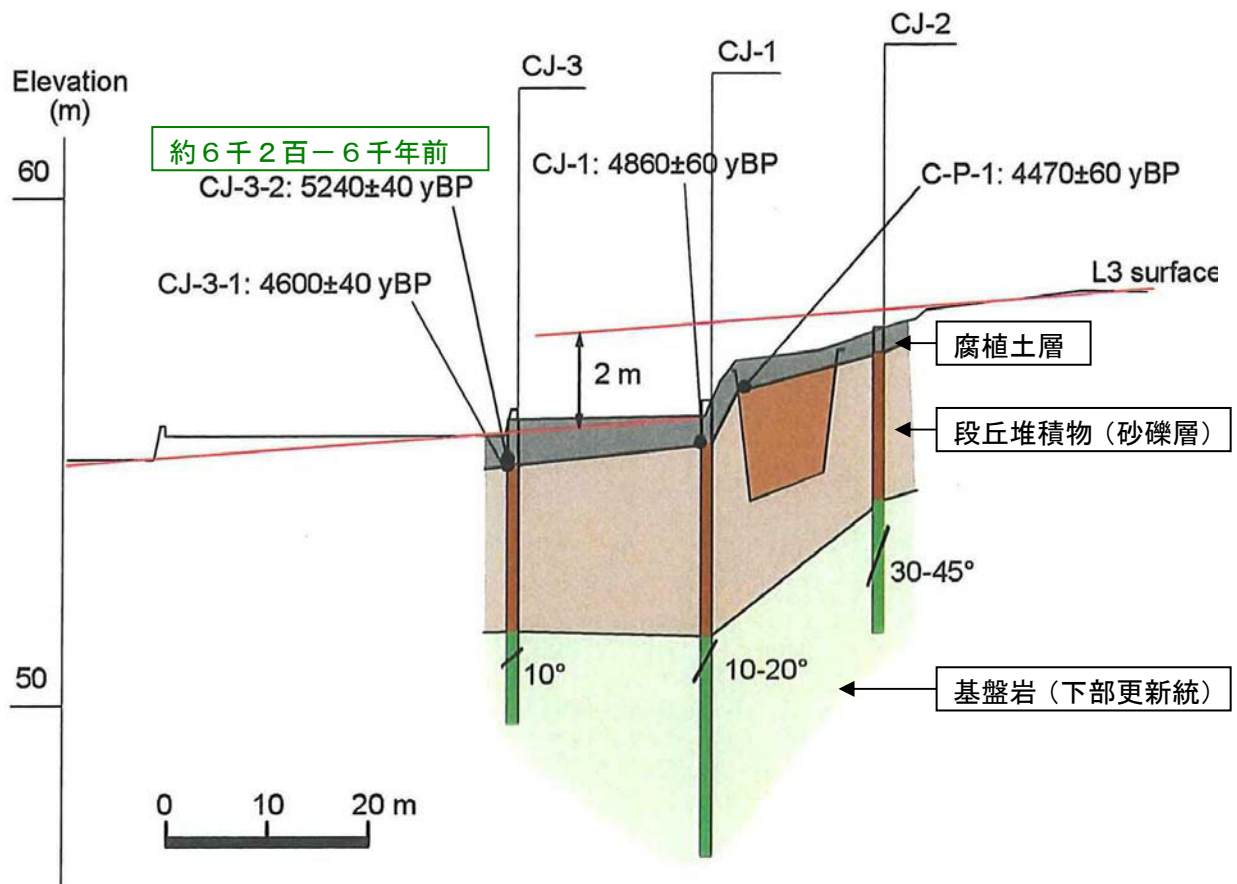 CJ-2
CJ-1
CJ-3
Elevation
(m)
約6千2百－6千年前
60
CJ-3-2: 5240±40 yBP
CJ-1: 4860±60 yBP
C-P-1: 4470±60 yBP
CJ-3-1: 4600±40 yBP
L3 surface
腐植土層
2 m
段丘堆積物（砂礫層）
30-45°
10°
10-20°
50
基盤岩（下部更新統）
0 10 20 m